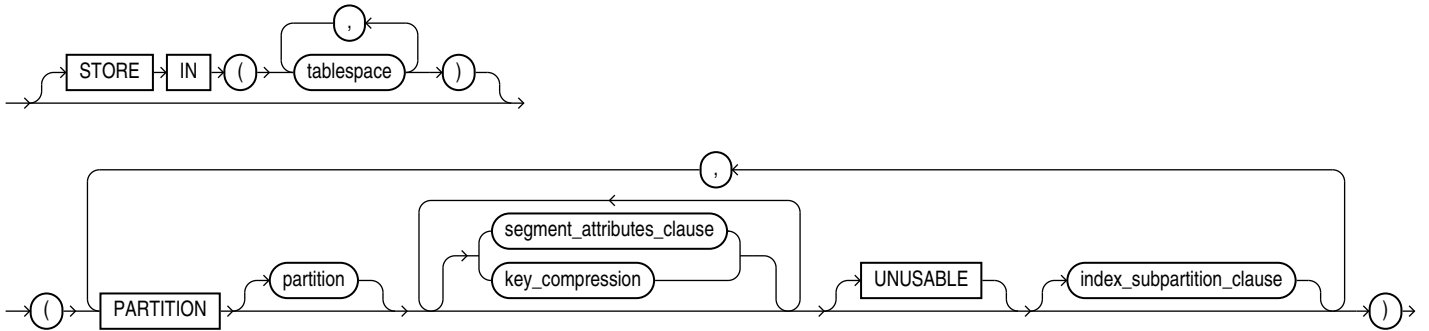 ,
STORE IN ( tablespace )
,
segment_attributes_clause
partition key_compression UNUSABLE index_subpartition_clause
( PARTITION )